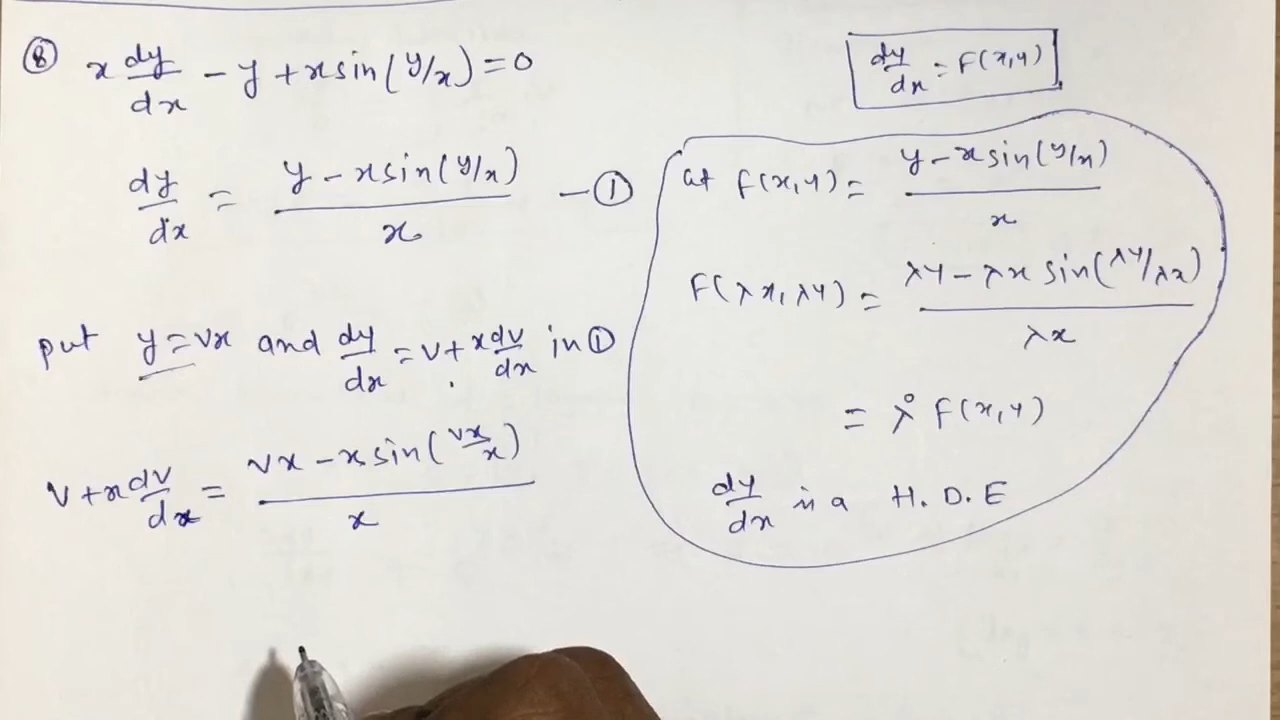 ⑧ x dy/dx - y + x sin(y/x) = 0
dy/dx = (y - x sin(y/x))/x — ①
put y = vx and dy/dx = v + x dv/dx in ①
v + x dv/dx = (vx - x sin(vx/x))/x
dy/dx = F(x,y)
at F(x,y) = (y - x sin(y/x))/x
F(λx, λy) = (λy - λx sin(λy/λx))/λx
= λ⁰ F(x,y)
dy/dx is a H.D.E